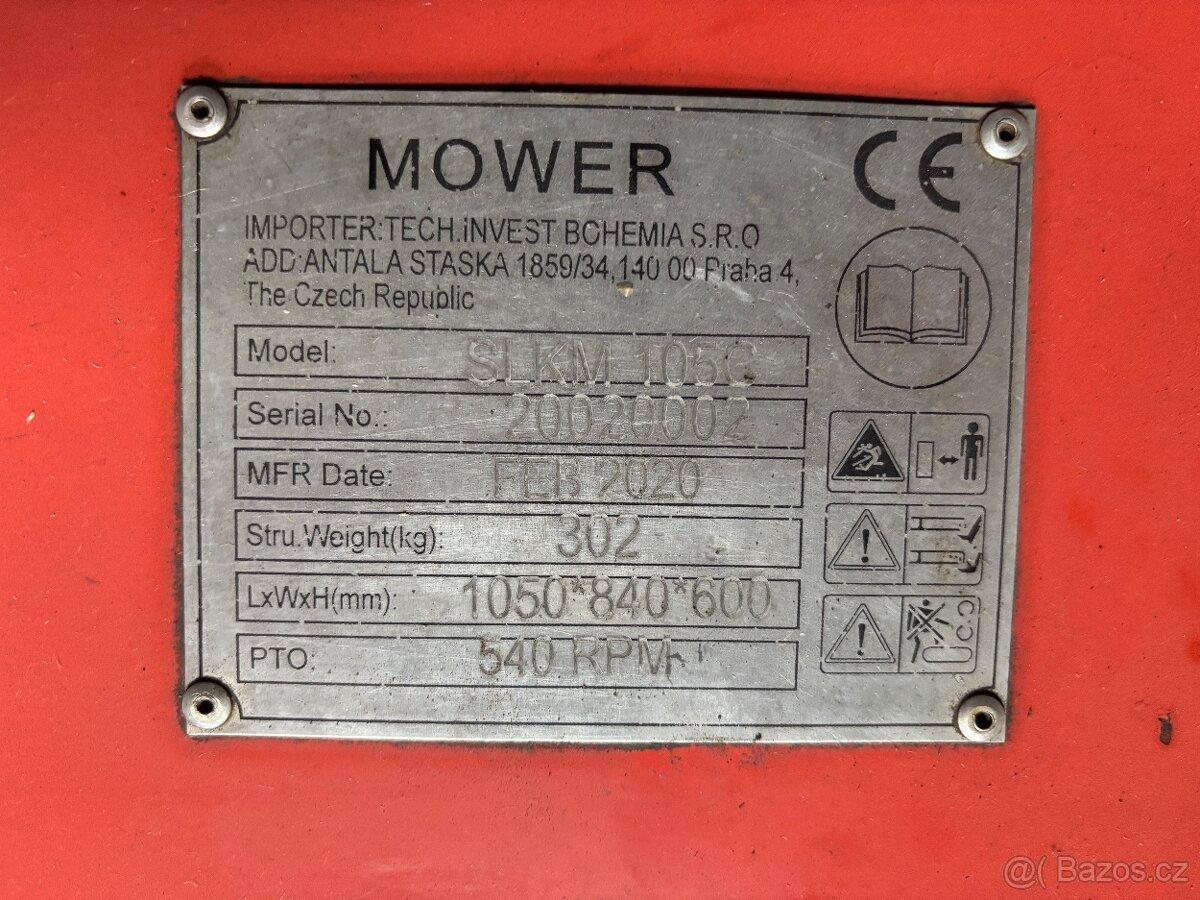 MOWER
CE
IMPORTER:TECH.INVEST BOHEMIA S.R.O
ADD:ANTALA STASKA 1859/34,140 00 Praha 4,
The Czech Republic
Model: SLKM 105C
Serial No.: 20020002
MFR Date: FEB 2020
Stru.Weight(kg): 302
LxWxH(mm): 1050*840*600
PTO: 540 RPM
@( Bazos.cz